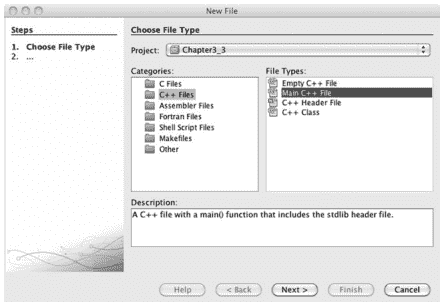 New File
Steps
1. Choose File Type
2. ...
Choose File Type
Project: Chapter3_3
Categories:
C Files
C++ Files
Assembler Files
Fortran Files
Shell Script Files
Makefiles
Other
File Types:
Empty C++ File
Main C++ File
C++ Header File
C++ Class
Description:
A C++ file with a main() function that includes the stdlib header file.
Help
< Back
Next >
Finish
Cancel